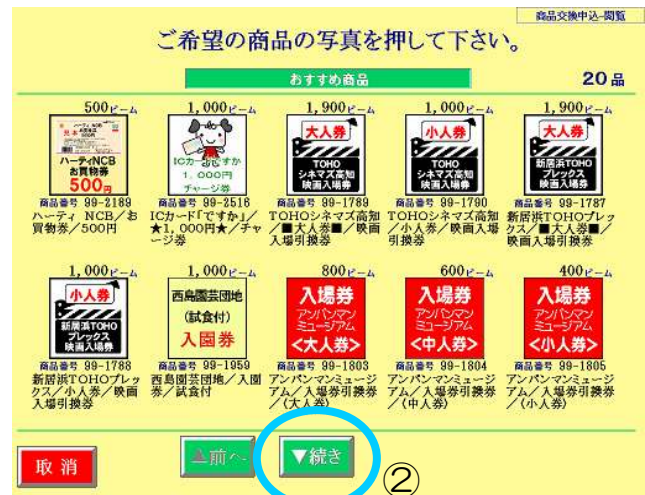 商品交換申込-閲覧
ご希望の商品の写真を押して下さい。
おすすめ商品
20品
500ピーム
1,000ピーム
1,900ピーム
1,000ピーム
1,900ピーム
見本
ハーティNCB
お買物券
500円
ICカードですか
1,000円
チャージ券
大人券
TOHO
シネマズ高知
映画入場券
小人券
TOHO
シネマズ高知
映画入場券
大人券
新居浜TOHO
プレックス
映画入場券
商品番号 99-2189
ハーティ NCB/お
買物券/500円
商品番号 99-2516
ICカード「ですか」/
★1,000円★/チャ
ージ券
商品番号 99-1789
TOHOシネマズ高知
/■大人券■/映画
入場引換券
商品番号 99-1790
TOHOシネマズ高知
/小人券/映画入場
引換券
商品番号 99-1787
新居浜TOHOプレッ
クス/■大人券■/
映画入場引換券
1,000ピーム
1,000ピーム
800ピーム
600ピーム
400ピーム
小人券
新居浜TOHO
プレックス
映画入場券
西島園芸団地
(試食付)
入園券
入場券
アンパンマン
ミュージアム
<大人券>
入場券
アンパンマン
ミュージアム
<中人券>
入場券
アンパンマン
ミュージアム
<小人券>
商品番号 99-1788
新居浜TOHOプレッ
クス/小人券/映画
入場引換券
商品番号 99-1959
西島園芸団地/入園
券/試食付
商品番号 99-1803
アンパンマンミュージ
アム/入場券引換券
/(大人券)
商品番号 99-1804
アンパンマンミュージ
アム/入場券引換券
/(中人券)
商品番号 99-1805
アンパンマンミュージ
アム/入場券引換券
/(小人券)
取消
▲前へ
▼続き
②